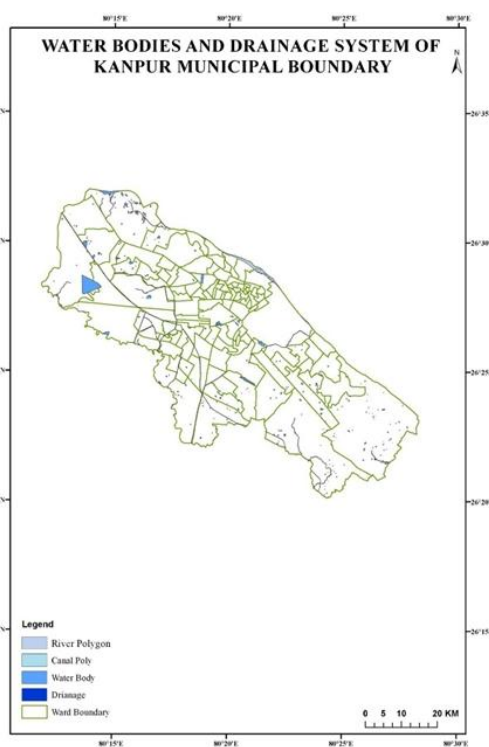 80°15'E 80°20'E 80°25'E 80°30'E
WATER BODIES AND DRAINAGE SYSTEM OF
KANPUR MUNICIPAL BOUNDARY
N
26°35
26°30
26°25
26°20
26°15
Legend
River Polygon
Canal Poly
Water Body
Drianage
Ward Boundary
0 5 10 20 KM
80°15'E 80°20'E 80°25'E 80°30'E